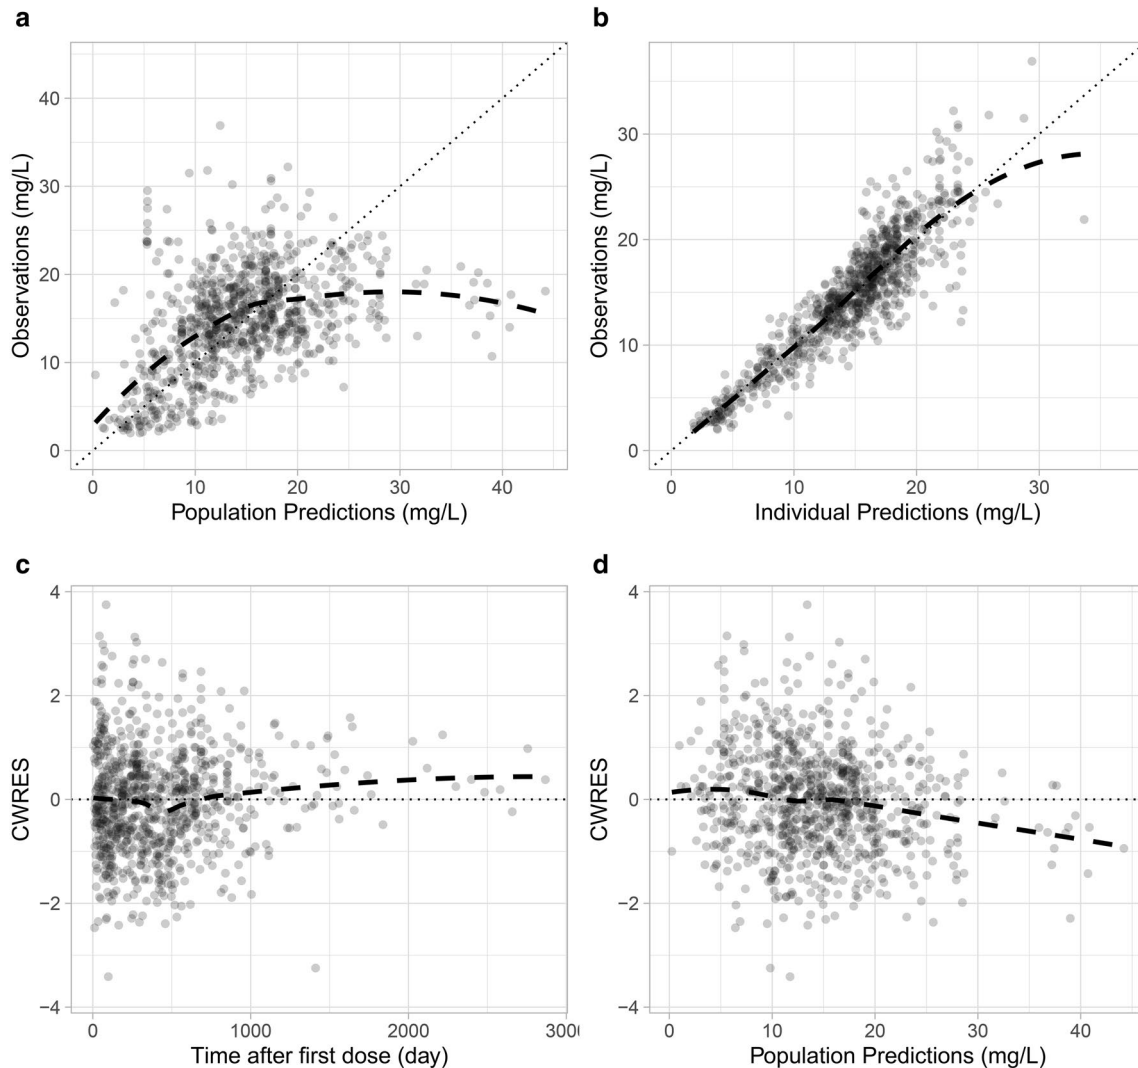 a
40
30
20
10
0
Observations (mg/L)
0 10 20 30 40
Population Predictions (mg/L)
b
30
20
10
0
Observations (mg/L)
0 10 20 30
Individual Predictions (mg/L)
c
4
2
0
−2
−4
CWRES
0 1000 2000 300
Time after first dose (day)
d
4
2
0
−2
−4
CWRES
0 10 20 30 40
Population Predictions (mg/L)